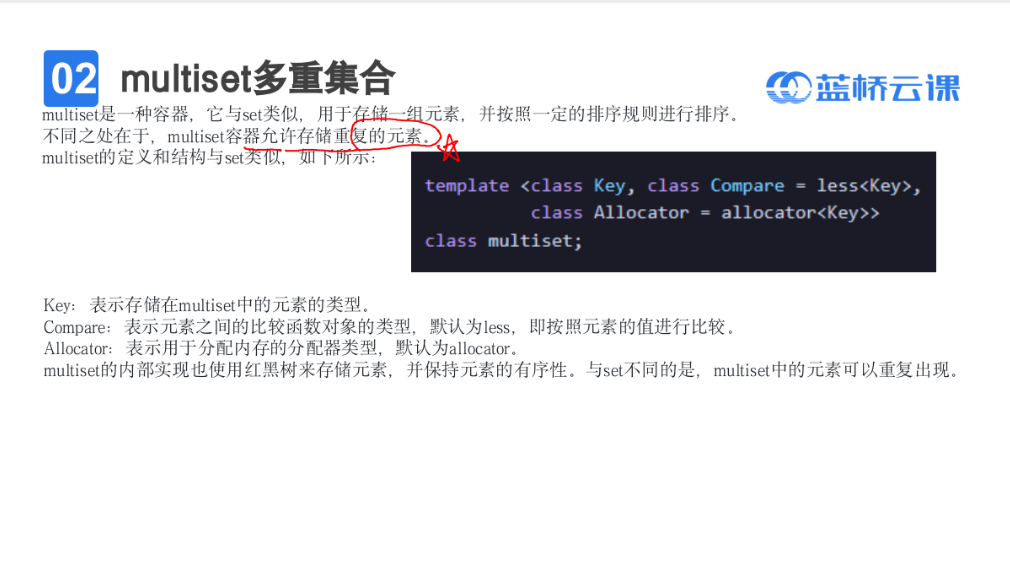 02 multiset多重集合
蓝桥云课
multiset是一种容器，它与set类似，用于存储一组元素，并按照一定的排序规则进行排序。
不同之处在于，multiset容器允许存储重复的元素。
multiset的定义和结构与set类似，如下所示：
template <class Key, class Compare = less<Key>,
class Allocator = allocator<Key>>
class multiset;
Key： 表示存储在multiset中的元素的类型。
Compare：表示元素之间的比较函数对象的类型，默认为less，即按照元素的值进行比较。
Allocator：表示用于分配内存的分配器类型，默认为allocator。
multiset的内部实现也使用红黑树来存储元素，并保持元素的有序性。与set不同的是，multiset中的元素可以重复出现。